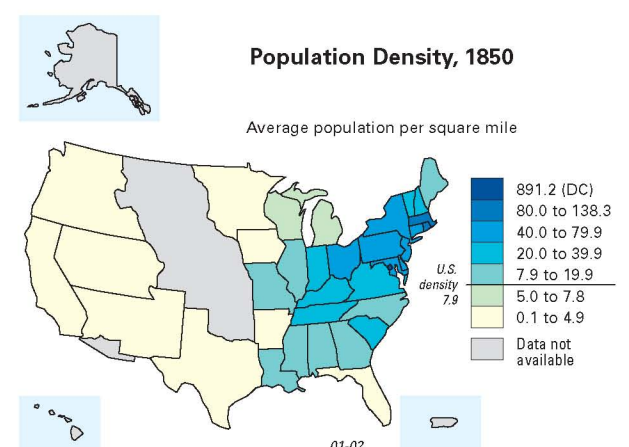 Population Density, 1850
Average population per square mile
891.2 (DC)
80.0 to 138.3
40.0 to 79.9
20.0 to 39.9
7.9 to 19.9
U.S.
density
7.9
5.0 to 7.8
0.1 to 4.9
Data not
available
01-02